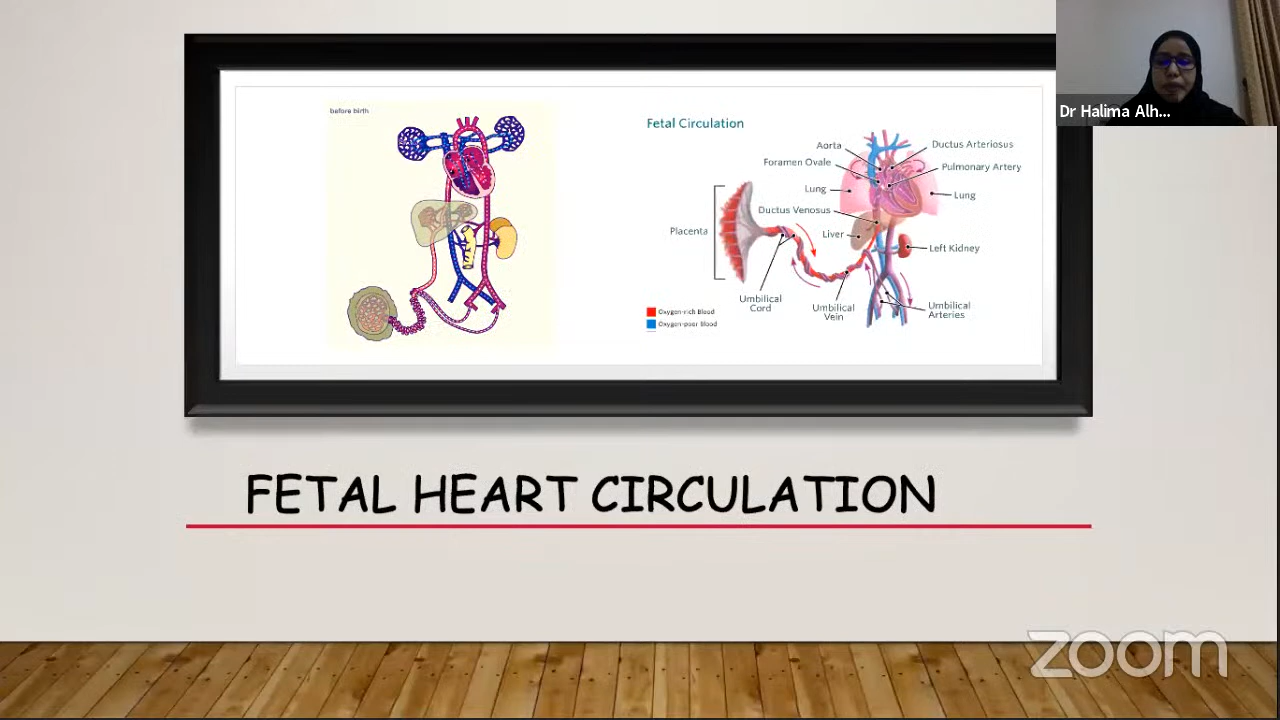 Dr Halima Alh...
before birth
Fetal Circulation
Aorta
Foramen Ovale
Lung
Ductus Venosus
Placenta
Liver
Umbilical
Cord
Umbilical
Vein
Ductus Arteriosus
Pulmonary Artery
Lung
Left Kidney
Umbilical
Arteries
Oxygen-rich Blood
Oxygen-poor Blood
FETAL HEART CIRCULATION
zoom